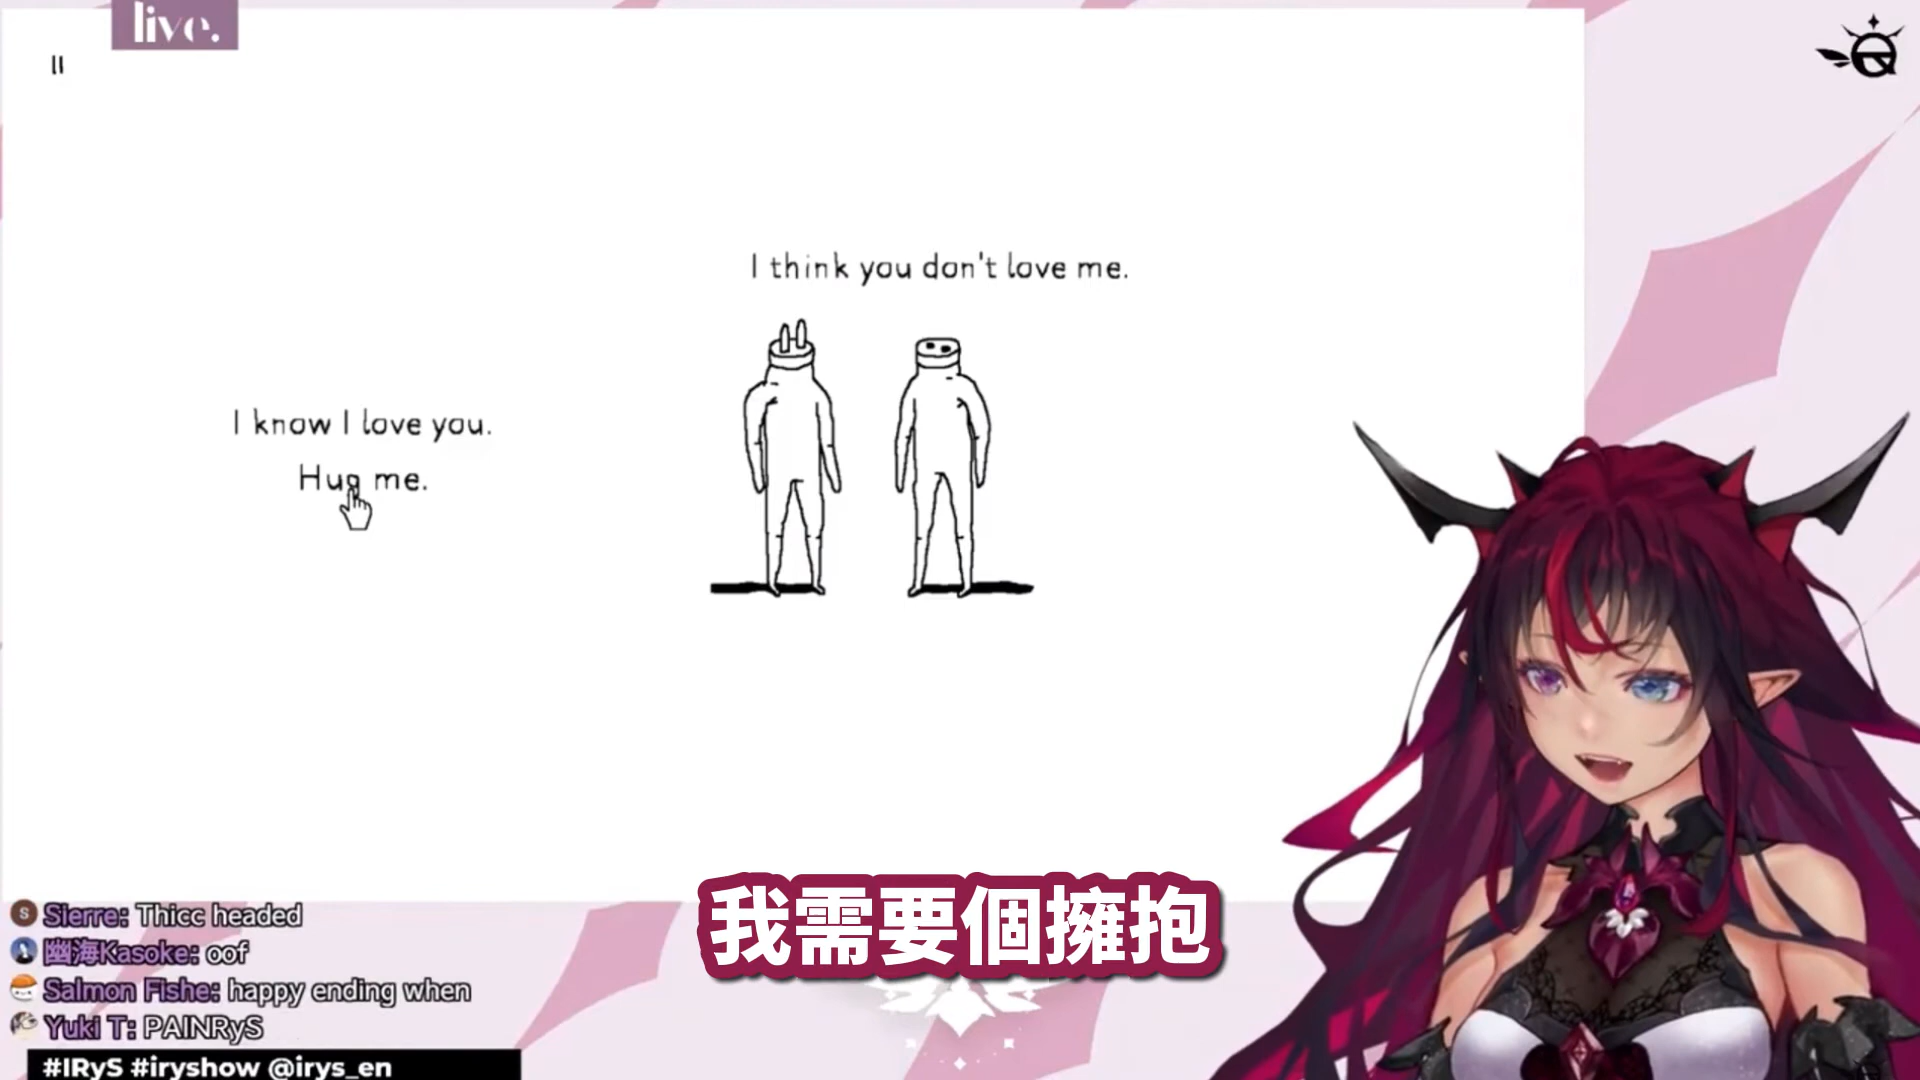 live.
I think you don't love me.
I know I love you.
Hug me.
我需要個擁抱
S Sierre: Thicc headed
幽海Kasoke: oof
Salmon Fishe: happy ending when
Yuki T: PAINRyS
#IRyS #iryshow @irys_en